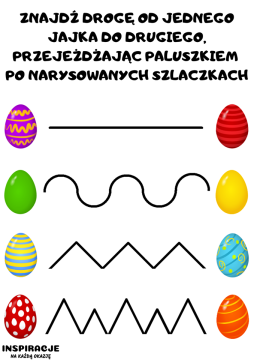 ZNAJDŹ DROGĘ OD JEDNEGO
JAJKA DO DRUGIEGO,
PRZEJEŻDŻAJĄC PALUSZKIEM
PO NARYSOWANYCH SZLACZKACH
INSPIRACJE
NA KAŻDĄ OKAZJĘ